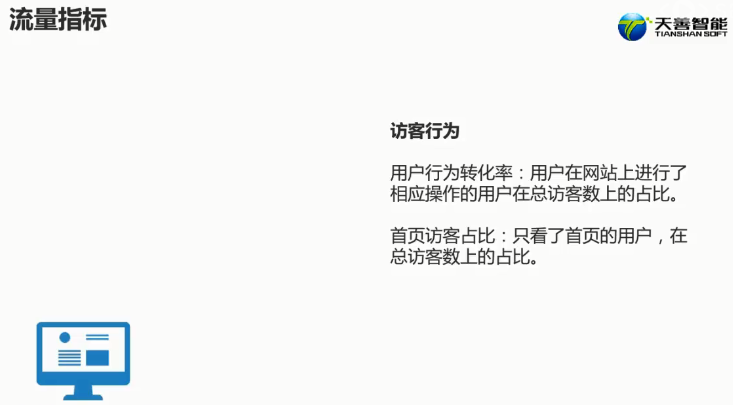 流量指标
天善智能
TIANSHAN SOFT
访客行为
用户行为转化率：用户在网站上进行了
相应操作的用户在总访客数上的占比。
首页访客占比：只看了首页的用户，在
总访客数上的占比。